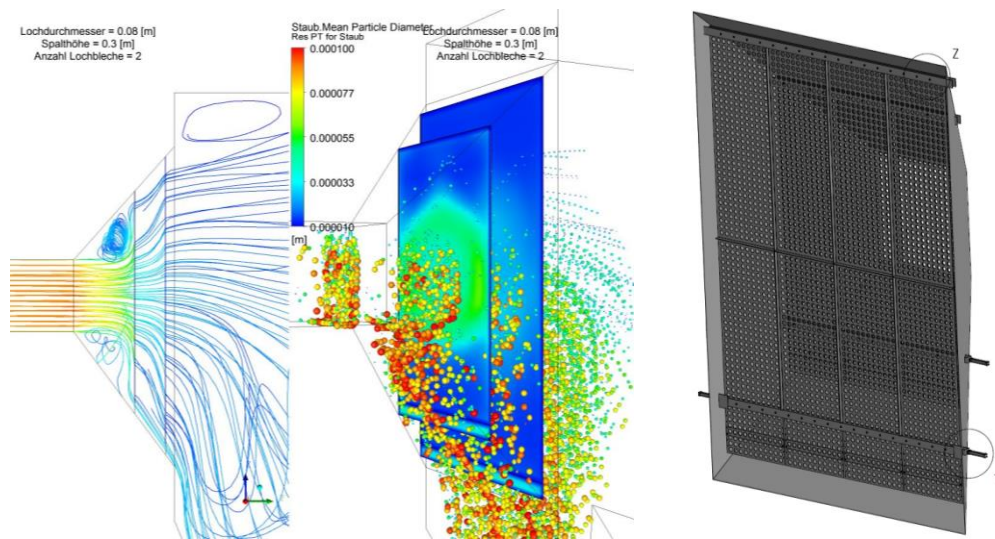 Lochdurchmesser = 0.08 [m]
Spalthöhe = 0.3 [m]
Anzahl Lochbleche = 2
Staub.Mean Particle Diameter
Res PT for Staub
0.000100
0.000077
0.000055
0.000033
0.000010
[m]
Lochdurchmesser = 0.08 [m]
Spalthöhe = 0.3 [m]
Anzahl Lochbleche = 2
Z